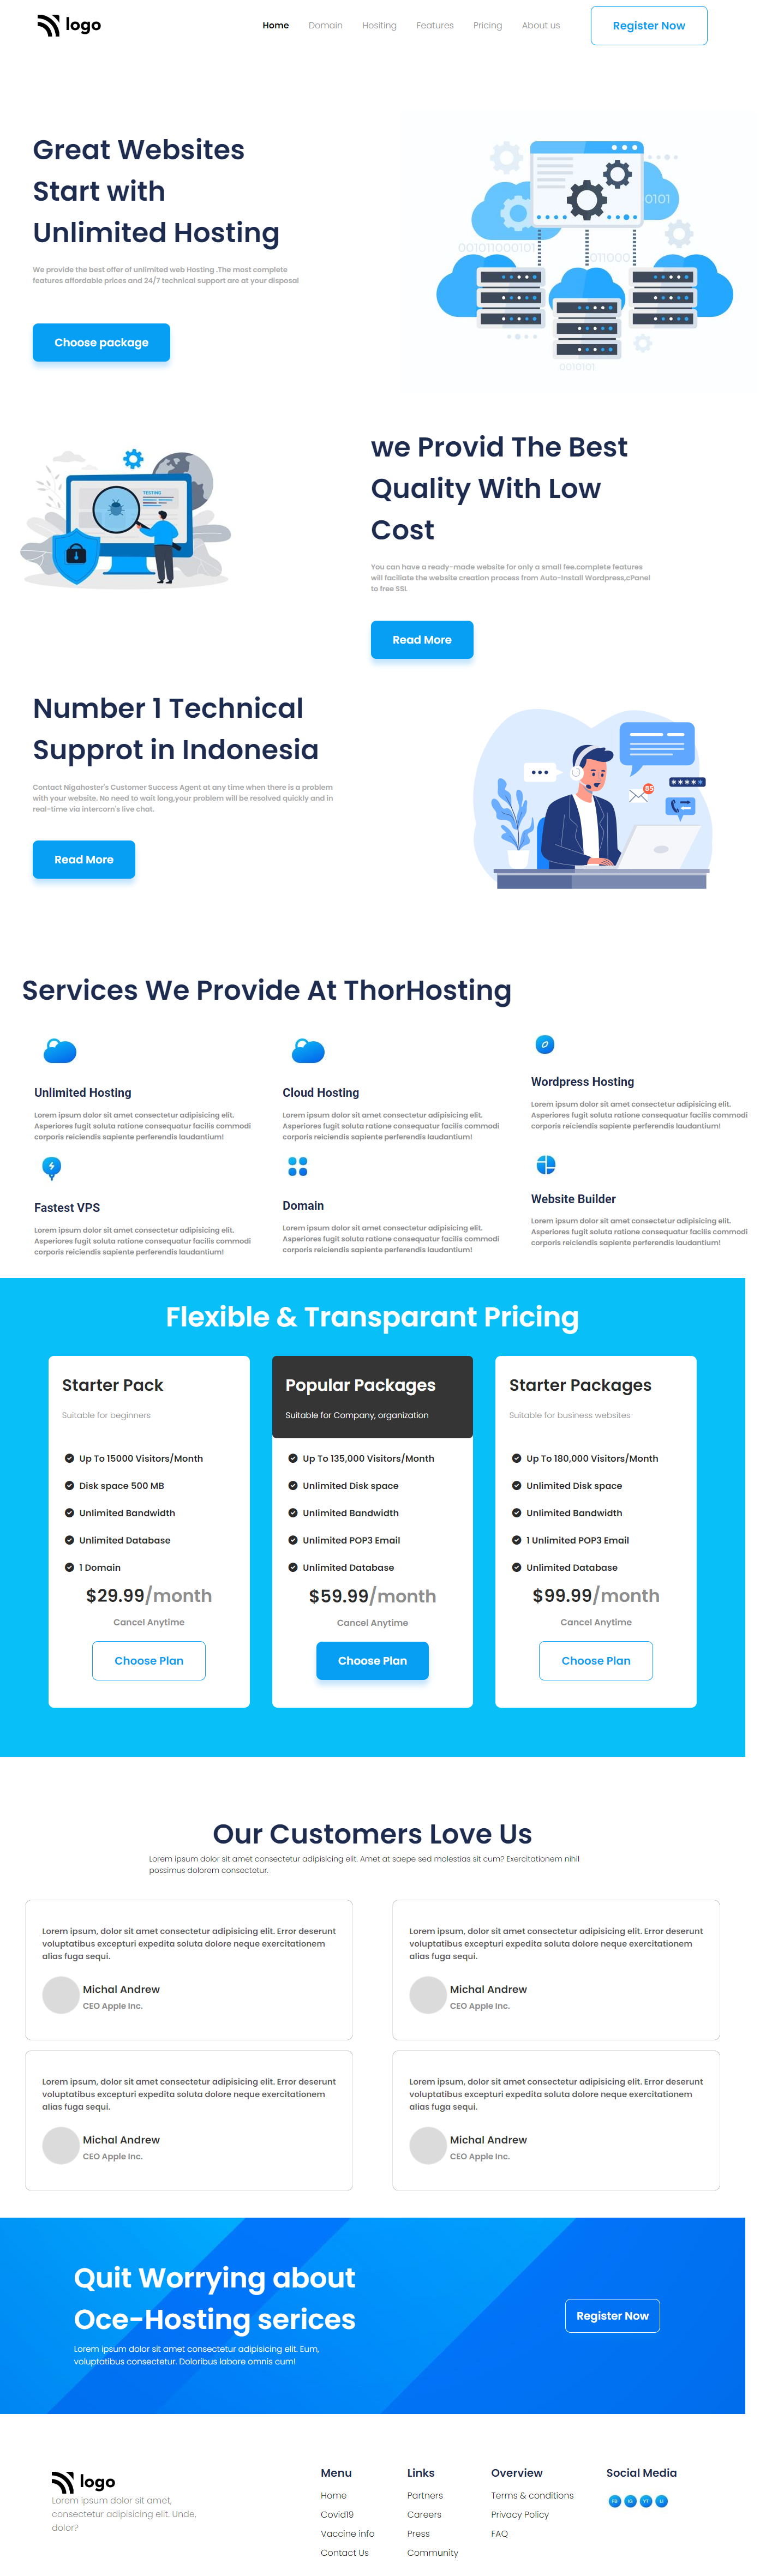 logo
Home Domain Hositing Features Pricing About us Register Now
Great Websites
Start with
Unlimited Hosting
We provide the best offer of unlimited web Hosting .The most complete
features affordable prices and 24/7 technical support are at your disposal
Choose package
0101
001011000101
011000
0010101
TESTING
we Provid The Best
Quality With Low
Cost
You can have a ready-made website for only a small fee.complete features
will faciliate the website creation process from Auto-Install Wordpress,cPanel
to free SSL
Read More
Number 1 Technical
Supprot in Indonesia
Contact Nigahoster's Customer Success Agent at any time when there is a problem
with your website. No need to wait long,your problem will be resolved quickly and in
real-time via intercom's live chat.
Read More
85
****
Services We Provide At ThorHosting
Unlimited Hosting
Lorem ipsum dolor sit amet consectetur adipisicing elit.
Asperiores fugit soluta ratione consequatur facilis commodi
corporis reiciendis sapiente perferendis laudantium!
Cloud Hosting
Lorem ipsum dolor sit amet consectetur adipisicing elit.
Asperiores fugit soluta ratione consequatur facilis commodi
corporis reiciendis sapiente perferendis laudantium!
Wordpress Hosting
Lorem ipsum dolor sit amet consectetur adipisicing elit.
Asperiores fugit soluta ratione consequatur facilis commodi
corporis reiciendis sapiente perferendis laudantium!
Fastest VPS
Lorem ipsum dolor sit amet consectetur adipisicing elit.
Asperiores fugit soluta ratione consequatur facilis commodi
corporis reiciendis sapiente perferendis laudantium!
Domain
Lorem ipsum dolor sit amet consectetur adipisicing elit.
Asperiores fugit soluta ratione consequatur facilis commodi
corporis reiciendis sapiente perferendis laudantium!
Website Builder
Lorem ipsum dolor sit amet consectetur adipisicing elit.
Asperiores fugit soluta ratione consequatur facilis commodi
corporis reiciendis sapiente perferendis laudantium!
Flexible & Transparant Pricing
Starter Pack
Suitable for beginners
Up To 15000 Visitors/Month
Disk space 500 MB
Unlimited Bandwidth
Unlimited Database
1 Domain
$29.99/month
Cancel Anytime
Choose Plan
Popular Packages
Suitable for Company, organization
Up To 135,000 Visitors/Month
Unlimited Disk space
Unlimited Bandwidth
Unlimited POP3 Email
Unlimited Database
$59.99/month
Cancel Anytime
Choose Plan
Starter Packages
Suitable for business websites
Up To 180,000 Visitors/Month
Unlimited Disk space
Unlimited Bandwidth
1 Unlimited POP3 Email
Unlimited Database
$99.99/month
Cancel Anytime
Choose Plan
Our Customers Love Us
Lorem ipsum dolor sit amet consectetur adipisicing elit. Amet at saepe sed molestias sit cum? Exercitationem nihil
possimus dolorem consectetur.
Lorem ipsum, dolor sit amet consectetur adipisicing elit. Error deserunt
voluptatibus excepturi expedita soluta dolore neque exercitationem
alias fuga sequi.
Michal Andrew
CEO Apple Inc.
Lorem ipsum, dolor sit amet consectetur adipisicing elit. Error deserunt
voluptatibus excepturi expedita soluta dolore neque exercitationem
alias fuga sequi.
Michal Andrew
CEO Apple Inc.
Lorem ipsum, dolor sit amet consectetur adipisicing elit. Error deserunt
voluptatibus excepturi expedita soluta dolore neque exercitationem
alias fuga sequi.
Michal Andrew
CEO Apple Inc.
Lorem ipsum, dolor sit amet consectetur adipisicing elit. Error deserunt
voluptatibus excepturi expedita soluta dolore neque exercitationem
alias fuga sequi.
Michal Andrew
CEO Apple Inc.
Quit Worrying about
Oce-Hosting serices
Lorem ipsum dolor sit amet consectetur adipisicing elit. Eum,
voluptatibus consectetur. Doloribus labore omnis cum!
Register Now
logo
Lorem ipsum dolor sit amet,
consectetur adipisicing elit. Unde,
dolor?
Menu
Home
Covid19
Vaccine info
Contact Us
Links
Partners
Careers
Press
Community
Overview
Terms & conditions
Privacy Policy
FAQ
Social Media
FB IG YT LI